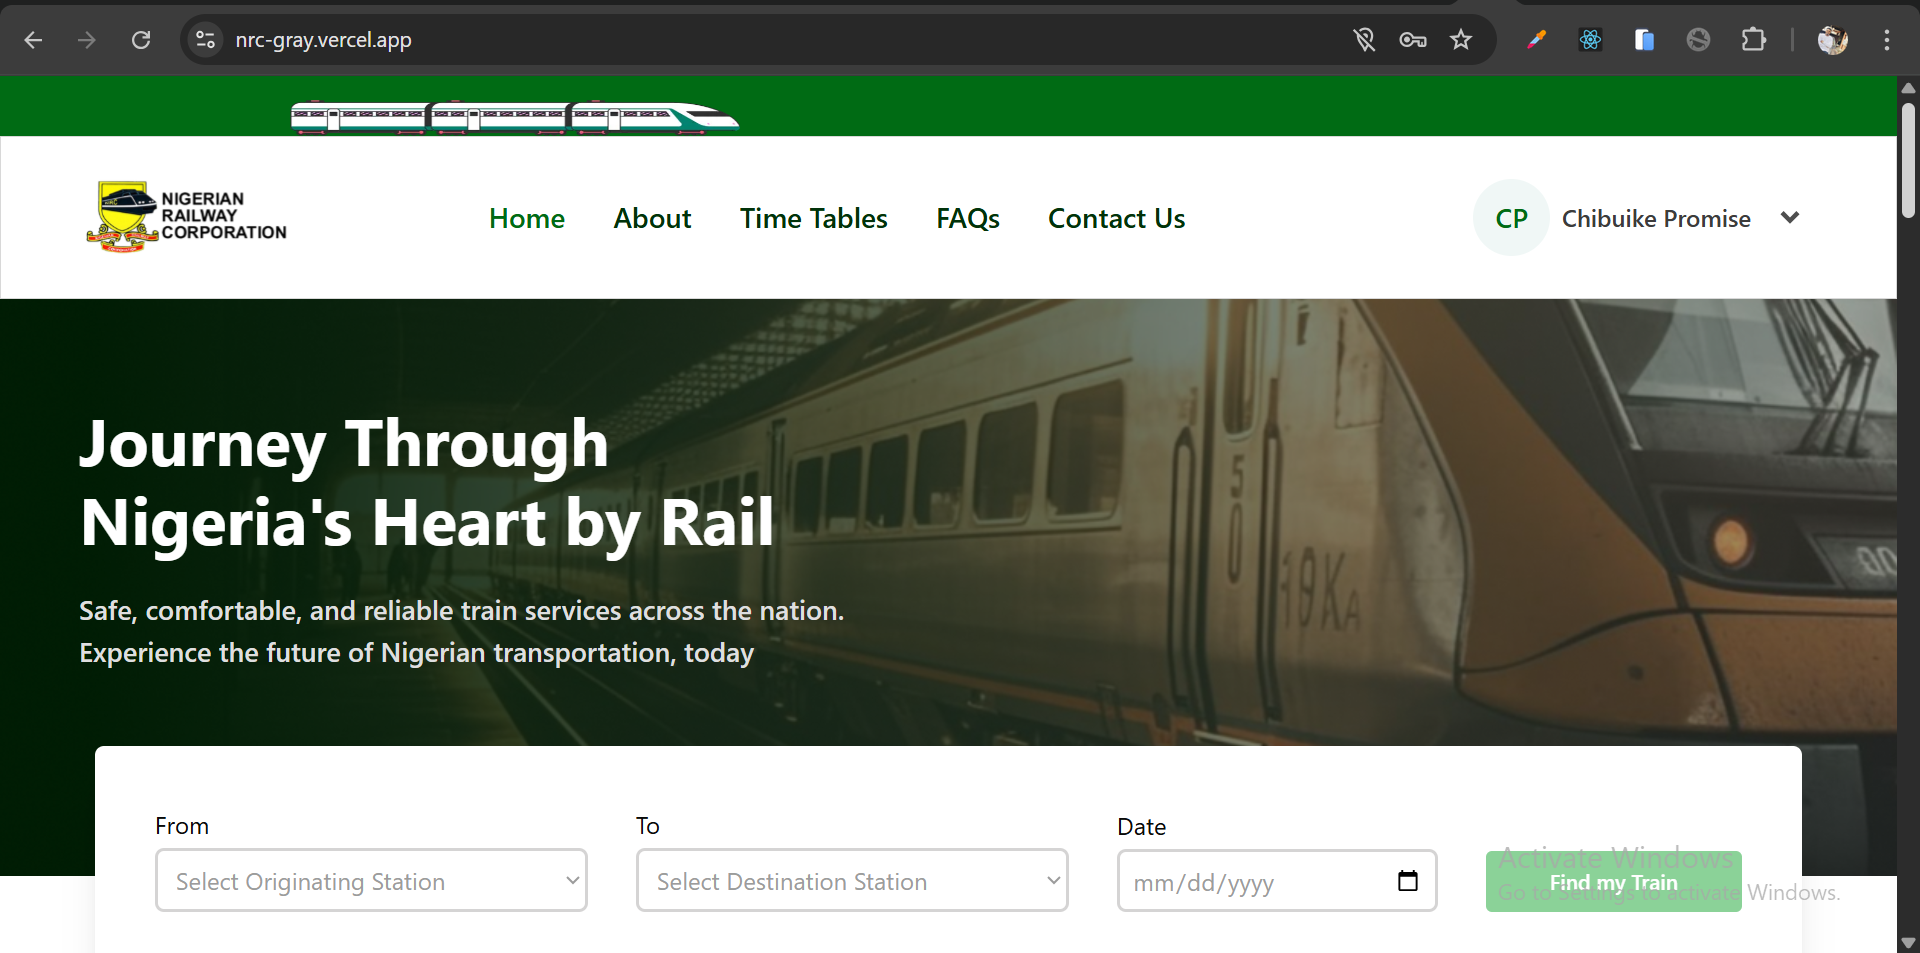 nrc-gray.vercel.app
NIGERIAN
RAILWAY
CORPORATION
Home
About
Time Tables
FAQs
Contact Us
CP
Chibuike Promise
Journey Through
Nigeria's Heart by Rail
Safe, comfortable, and reliable train services across the nation.
Experience the future of Nigerian transportation, today
From
Select Originating Station
To
Select Destination Station
Date
mm/dd/yyyy
Find my Train
Activate Windows
Go to Settings to activate Windows.